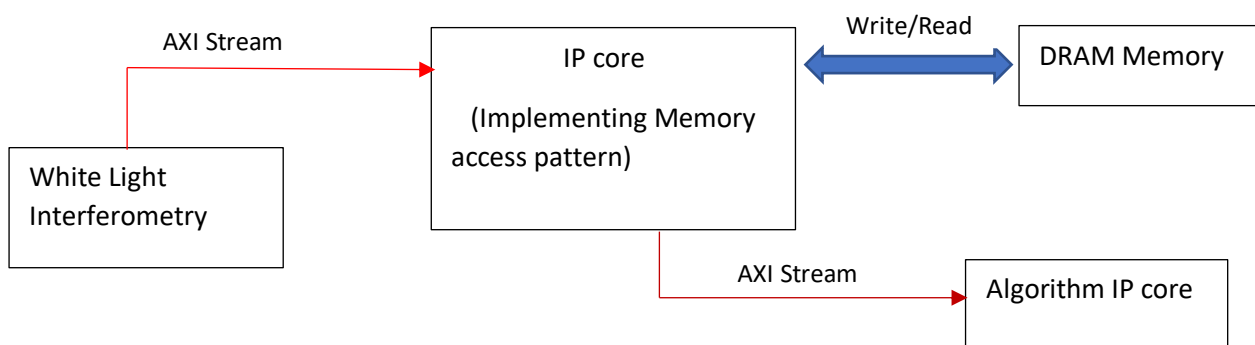 AXI Stream
IP core
(Implementing Memory
access pattern)
Write/Read
DRAM Memory
White Light
Interferometry
AXI Stream
Algorithm IP core